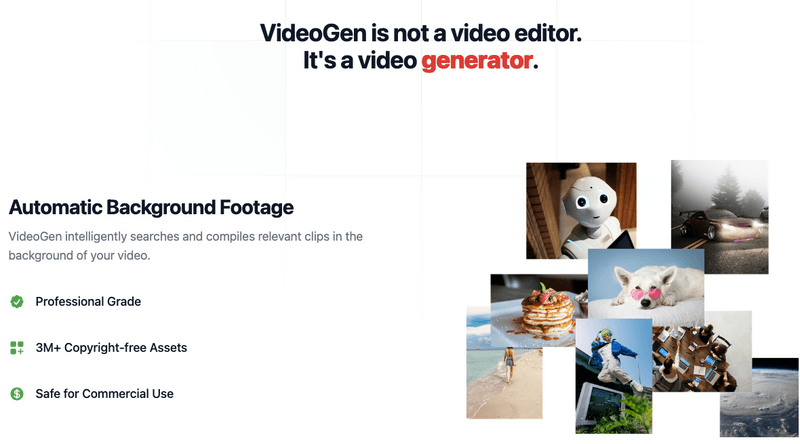 VideoGen is not a video editor.
It's a video generator.
Automatic Background Footage
VideoGen intelligently searches and compiles relevant clips in the
background of your video.
Professional Grade
3M+ Copyright-free Assets
Safe for Commercial Use